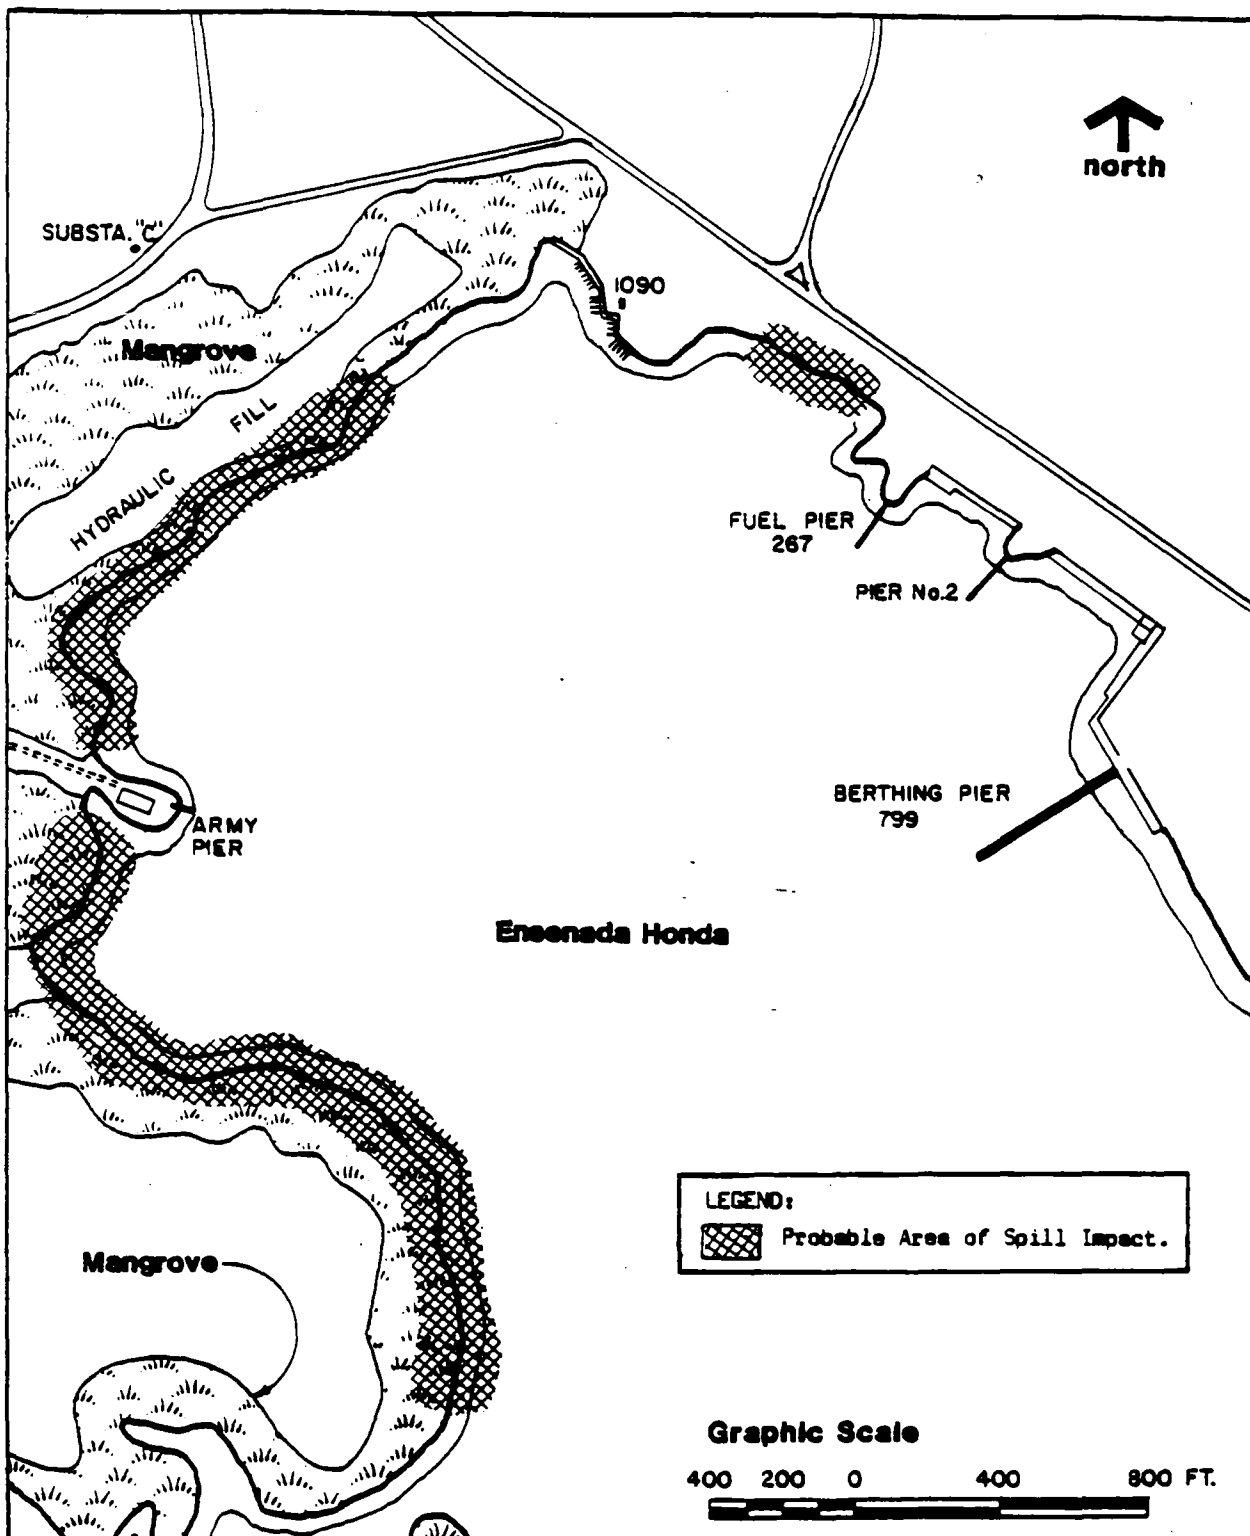 north
SUBSTA. "C"
1090
Mangrove
HYDRAULIC FILL
FUEL PIER
267
PIER No.2
BERTHING PIER
799
ARMY
PIER
Ensenada Honda
LEGEND:
Probable Area of Spill Impact.
Mangrove
Graphic Scale
400 200 0 400 800 FT.